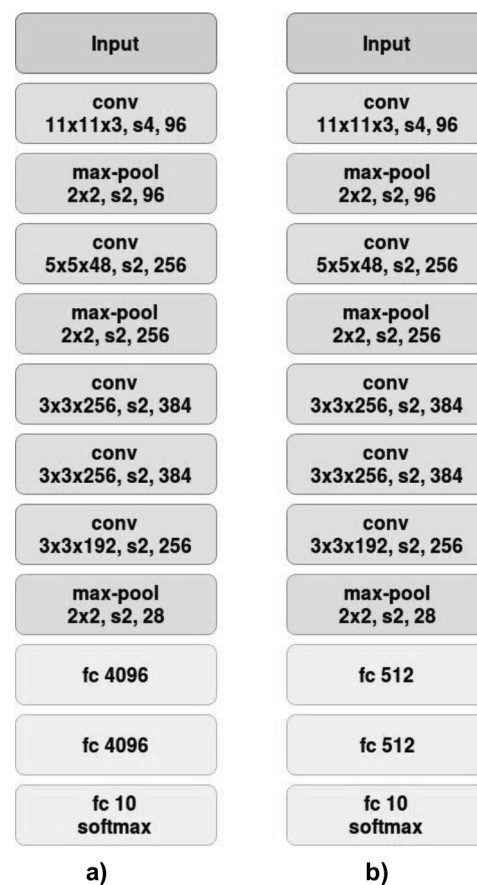 Input
conv
11x11x3, s4, 96
max-pool
2x2, s2, 96
conv
5x5x48, s2, 256
max-pool
2x2, s2, 256
conv
3x3x256, s2, 384
conv
3x3x256, s2, 384
conv
3x3x192, s2, 256
max-pool
2x2, s2, 28
fc 4096
fc 4096
fc 10
softmax
a)
Input
conv
11x11x3, s4, 96
max-pool
2x2, s2, 96
conv
5x5x48, s2, 256
max-pool
2x2, s2, 256
conv
3x3x256, s2, 384
conv
3x3x256, s2, 384
conv
3x3x192, s2, 256
max-pool
2x2, s2, 28
fc 512
fc 512
fc 10
softmax
b)